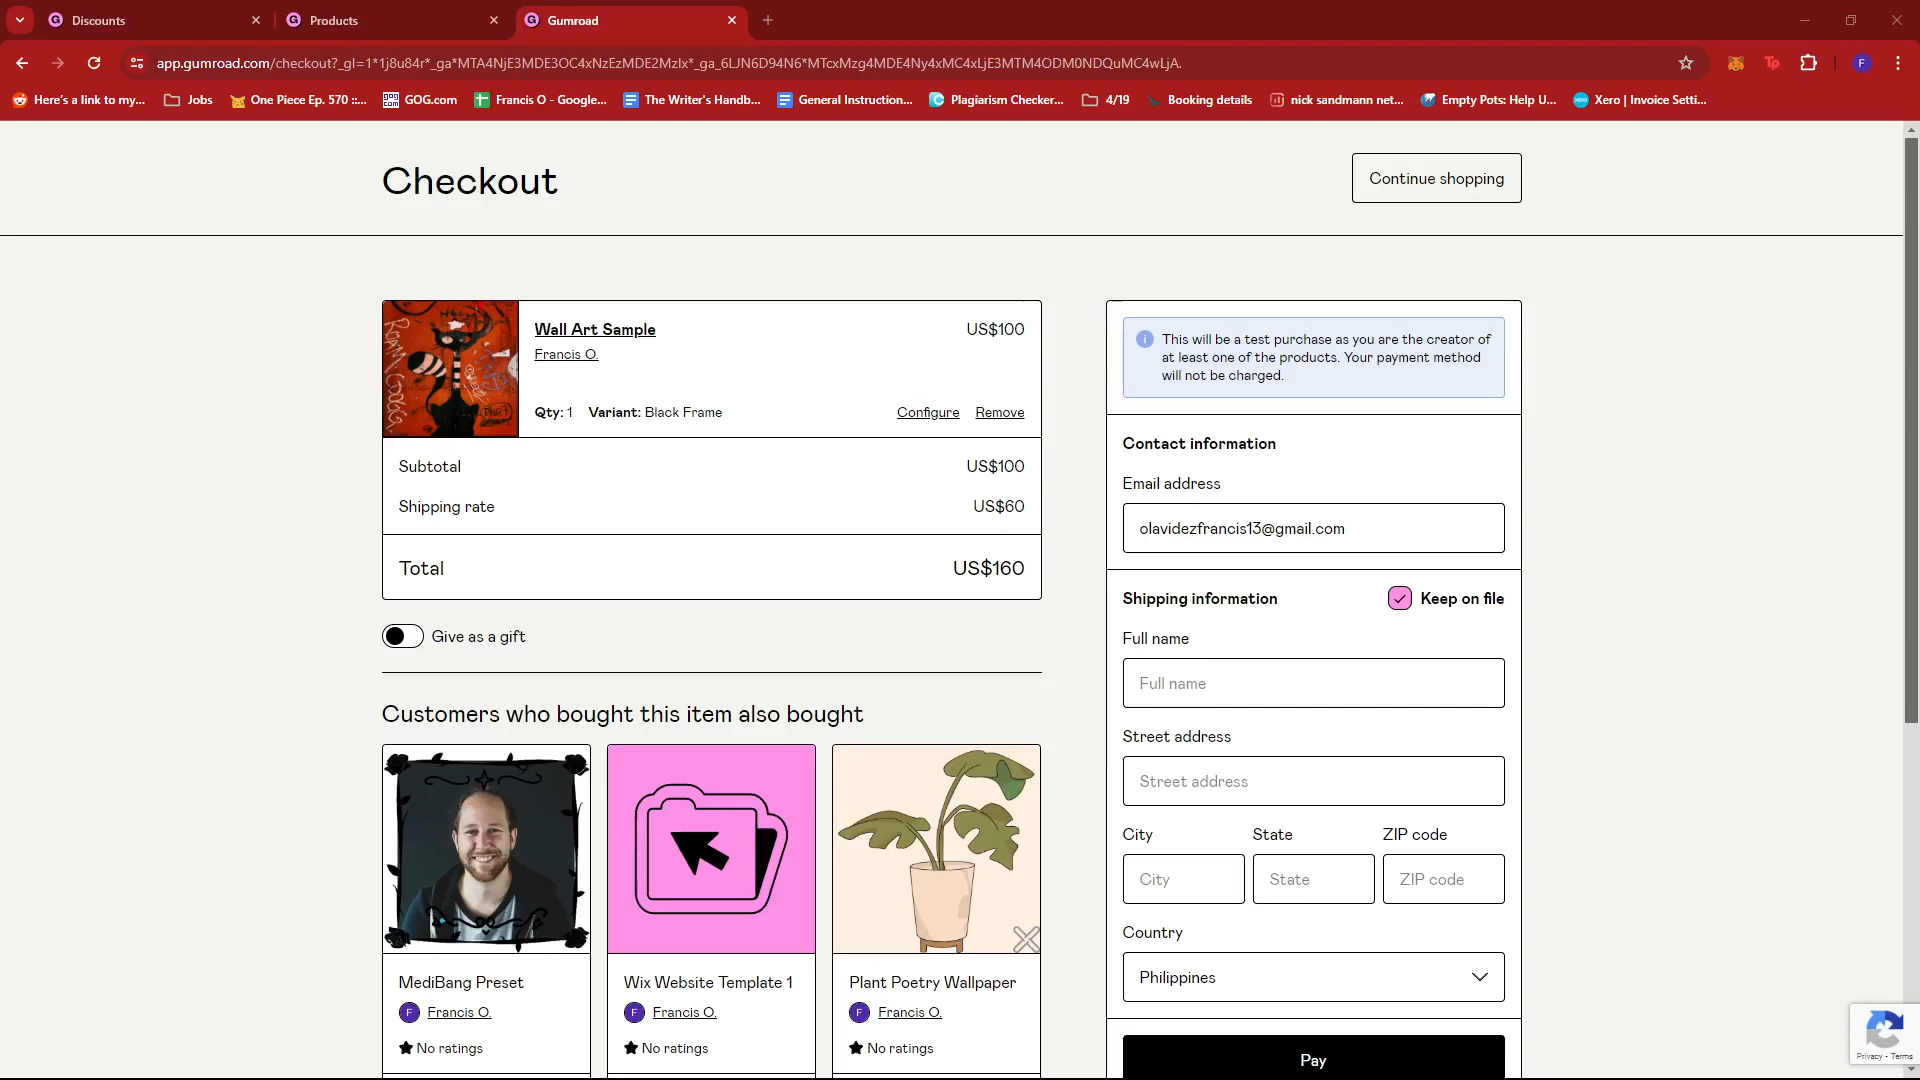 Discounts
Products
Gumroad
app.gumroad.com/checkout?_gl=1*1j8u84r*_ga*MTA4NjE3MDE3OC4xNzEzMDE2MzIx*_ga_6LJN6D94N6*MTcxMzg4MDE4Ny4xMC4xLjE3MTM4ODM0NDQuMC4wLjA.
Here's a link to my...
Jobs
One Piece Ep. 570 ::...
GOG.com
Francis O - Google...
The Writer's Handb...
General Instruction...
Plagiarism Checker...
4/19
Booking details
nick sandmann net...
Empty Pots: Help U...
Xero | Invoice Setti...
Checkout
Continue shopping
Wall Art Sample
US$100
Francis O.
Qty: 1 Variant: Black Frame
Configure
Remove
Subtotal
US$100
Shipping rate
US$60
Total
US$160
Give as a gift
Customers who bought this item also bought
MediBang Preset
F
Francis O.
No ratings
Wix Website Template 1
F
Francis O.
No ratings
Plant Poetry Wallpaper
F
Francis O.
No ratings
This will be a test purchase as you are the creator of
at least one of the products. Your payment method
will not be charged.
Contact information
Email address
olavidezfrancis13@gmail.com
Shipping information
Keep on file
Full name
Full name
Street address
Street address
City
State
ZIP code
City
State
ZIP code
Country
Philippines
Pay
Privacy - Terms